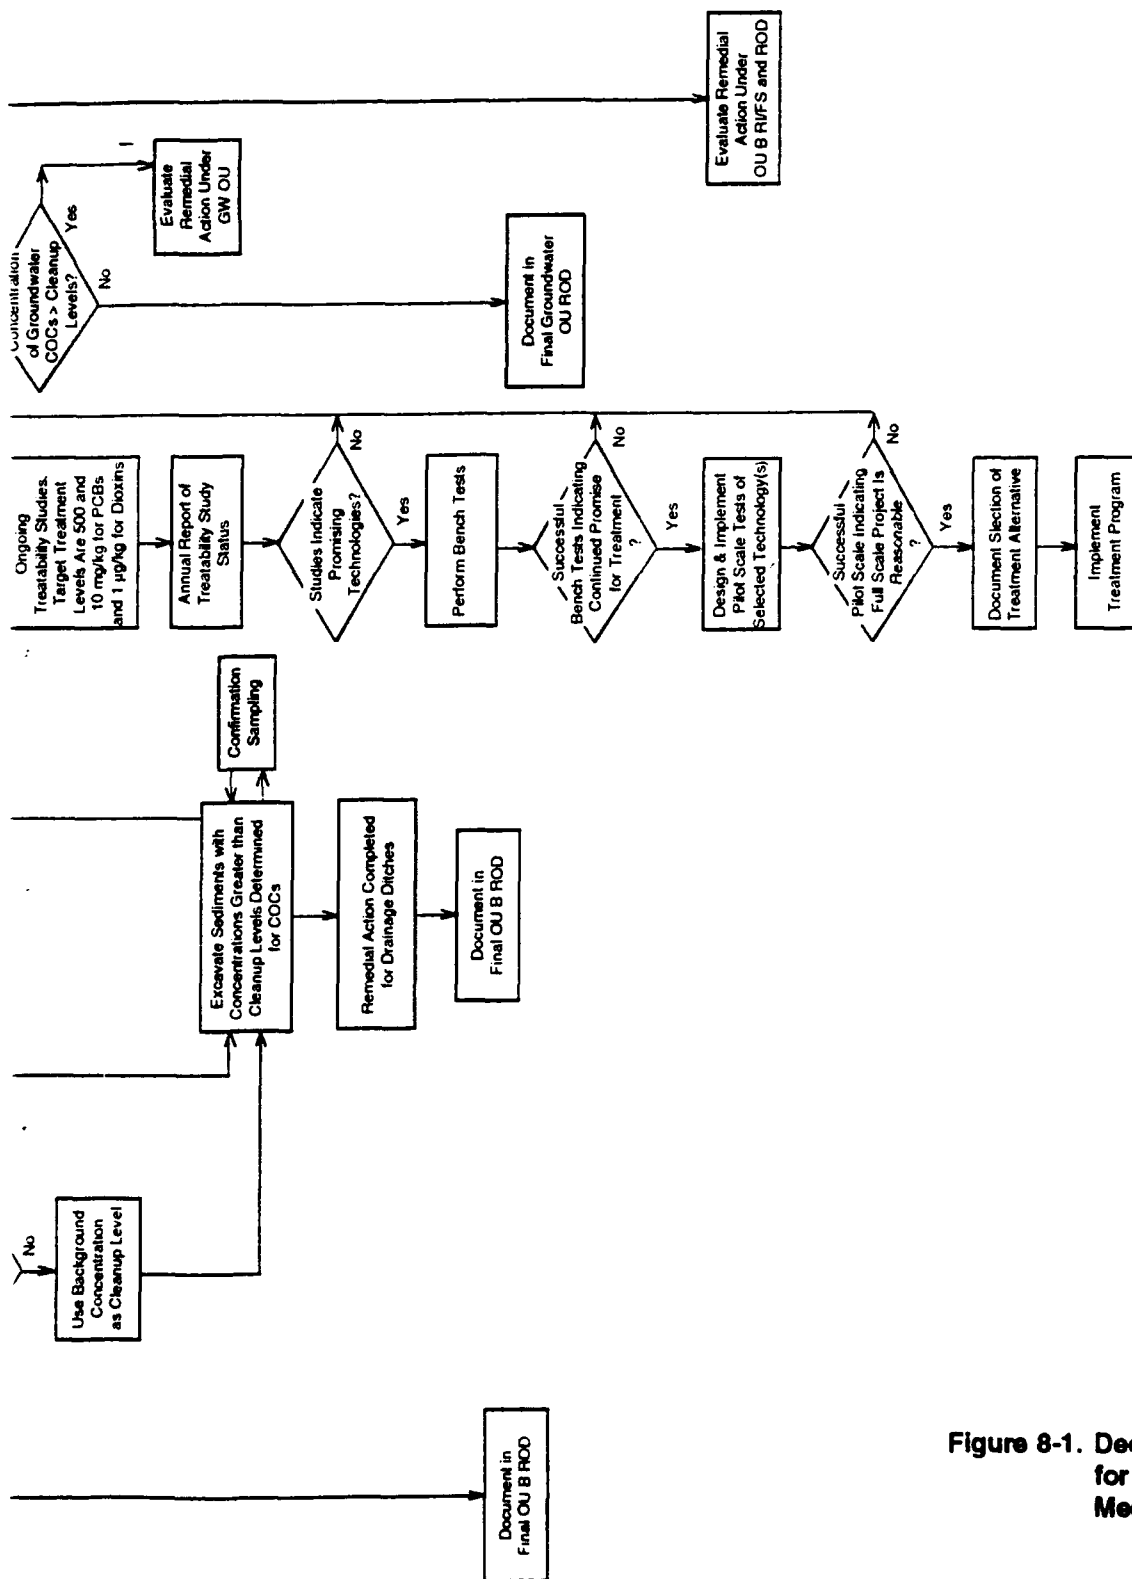 Concentration
of Groundwater
COCs > Cleanup
Levels?
Yes
No
Evaluate
Remedial
Action Under
GW OU
Document in
Final Groundwater
OU ROD
Evaluate Remedial
Action Under
OU B RI/FS and ROD
Ongoing
Treatability Studies.
Target Treatment
Levels Are 500 and
10 mg/kg for PCBs
and 1 µg/kg for Dioxins
Annual Report of
Treatability Study
Status
Studies Indicate
Promising
Technologies?
No
Yes
Perform Bench Tests
Successful
Bench Tests Indicating
Continued Promise
for Treatment
?
No
Yes
Design & Implement
Pilot Scale Tests of
Selected Technology(s)
Successful
Pilot Scale Indicating
Full Scale Project Is
Reasonable
?
No
Yes
Document Slection of
Treatment Alternative
Implement
Treatment Program
Confirmation
Sampling
Excavate Sediments with
Concentrations Greater than
Cleanup Levels Determined
for COCs
Remedial Action Completed
for Drainage Ditches
Document in
Final OU B ROD
No
Use Background
Concentration
as Cleanup Level
Document in
Final OU B ROD
Figure 8-1. Dec
for
Me